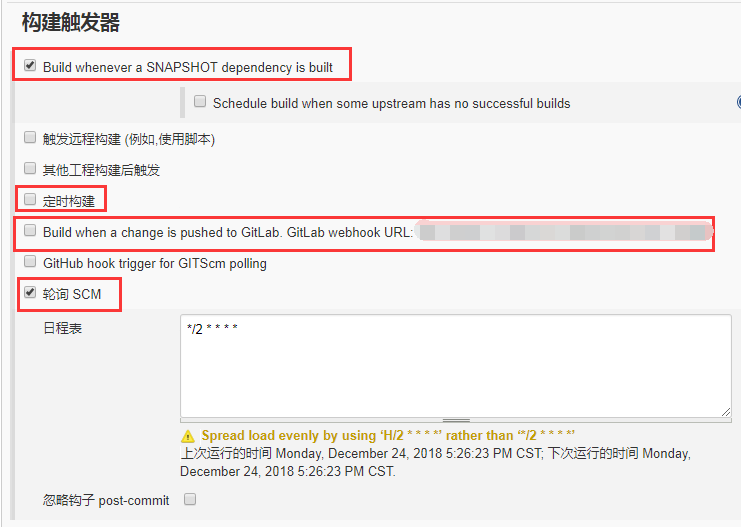 构建触发器
Build whenever a SNAPSHOT dependency is built
Schedule build when some upstream has no successful builds
触发远程构建 (例如,使用脚本)
其他工程构建后触发
定时构建
Build when a change is pushed to GitLab. GitLab webhook URL:
GitHub hook trigger for GITScm polling
轮询 SCM
日程表
*/2 * * * *
Spread load evenly by using ‘H/2 * * * *’ rather than ‘*/2 * * * *’
上次运行的时间 Monday, December 24, 2018 5:26:23 PM CST; 下次运行的时间 Monday,
December 24, 2018 5:26:23 PM CST.
忽略钩子 post-commit